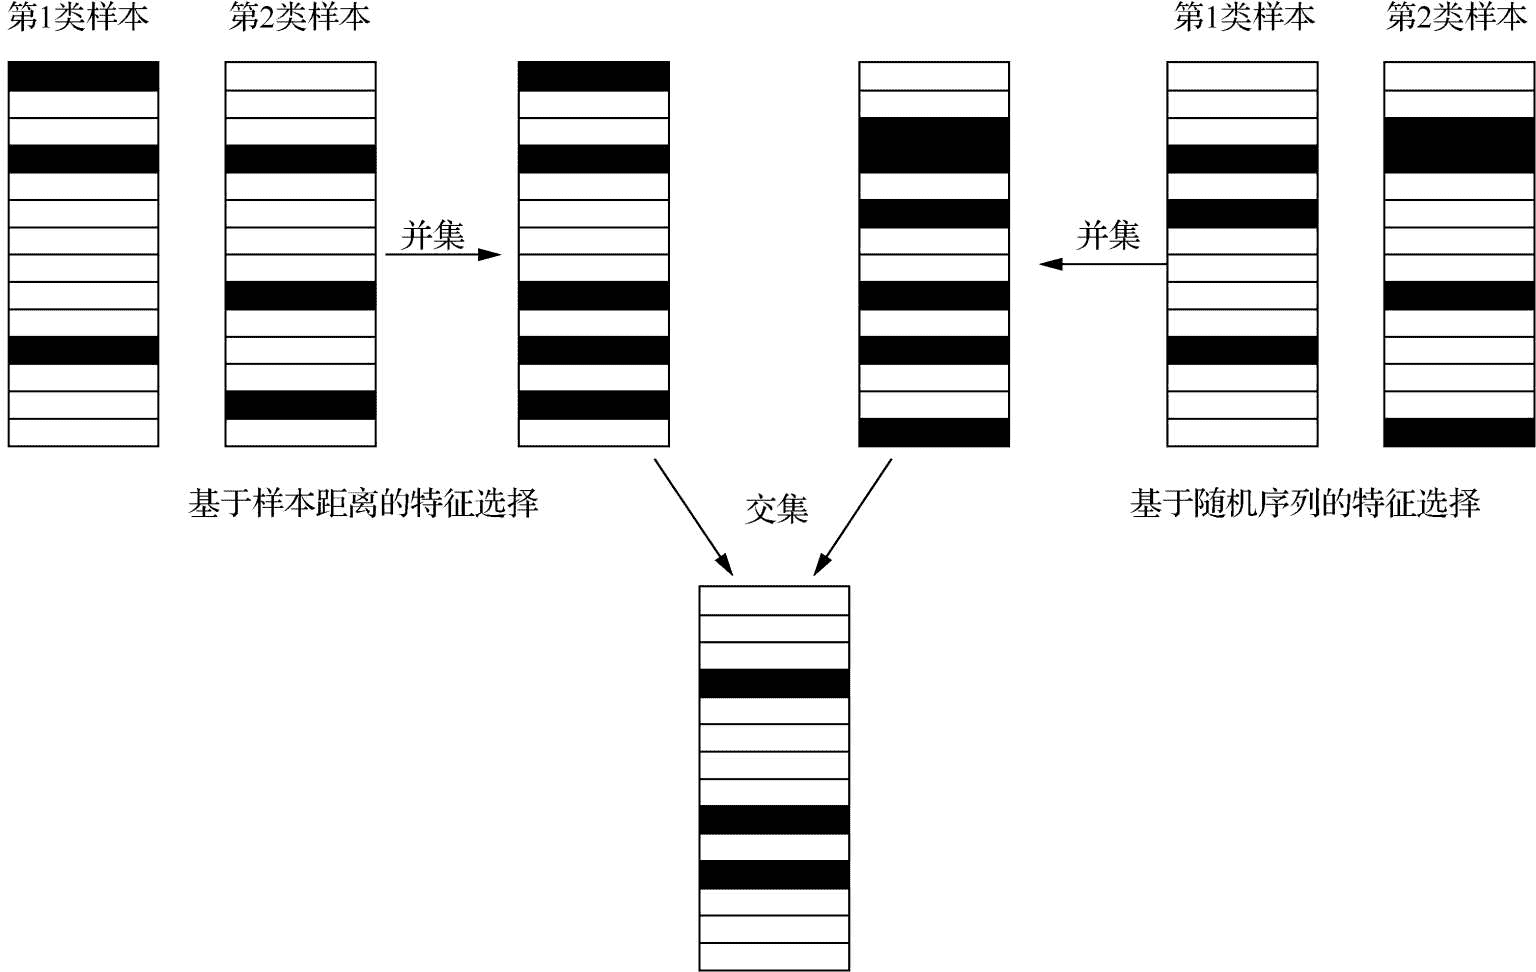 第1类样本
第2类样本
第1类样本
第2类样本
并集
并集
基于样本距离的特征选择
交集
基于随机序列的特征选择